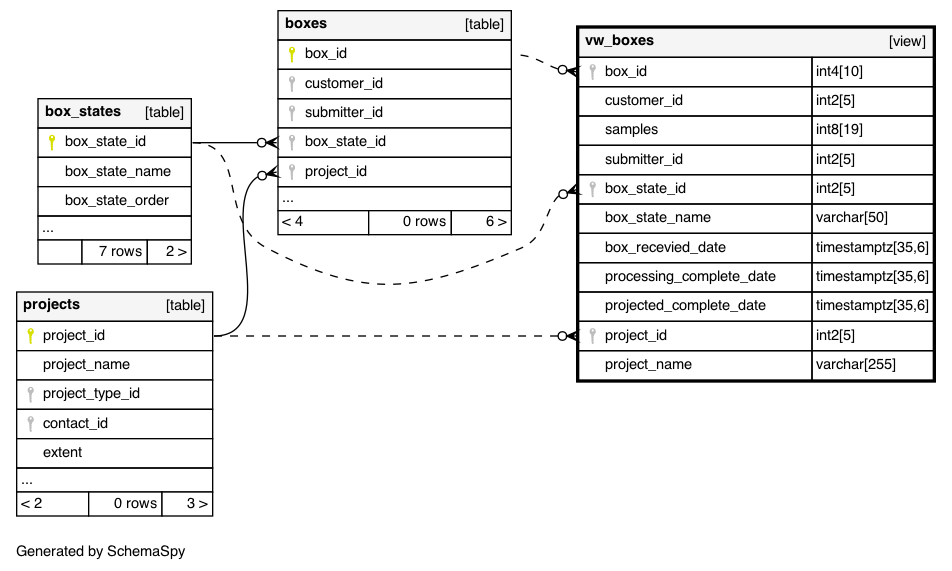 boxes [table]
box_id
customer_id
submitter_id
box_state_id
project_id
...
< 4 0 rows 6 >
vw_boxes [view]
box_id int4[10]
customer_id int2[5]
samples int8[19]
submitter_id int2[5]
box_state_id int2[5]
box_state_name varchar[50]
box_recevied_date timestamptz[35,6]
processing_complete_date timestamptz[35,6]
projected_complete_date timestamptz[35,6]
project_id int2[5]
project_name varchar[255]
box_states [table]
box_state_id
box_state_name
box_state_order
...
7 rows 2 >
projects [table]
project_id
project_name
project_type_id
contact_id
extent
...
< 2 0 rows 3 >
Generated by SchemaSpy